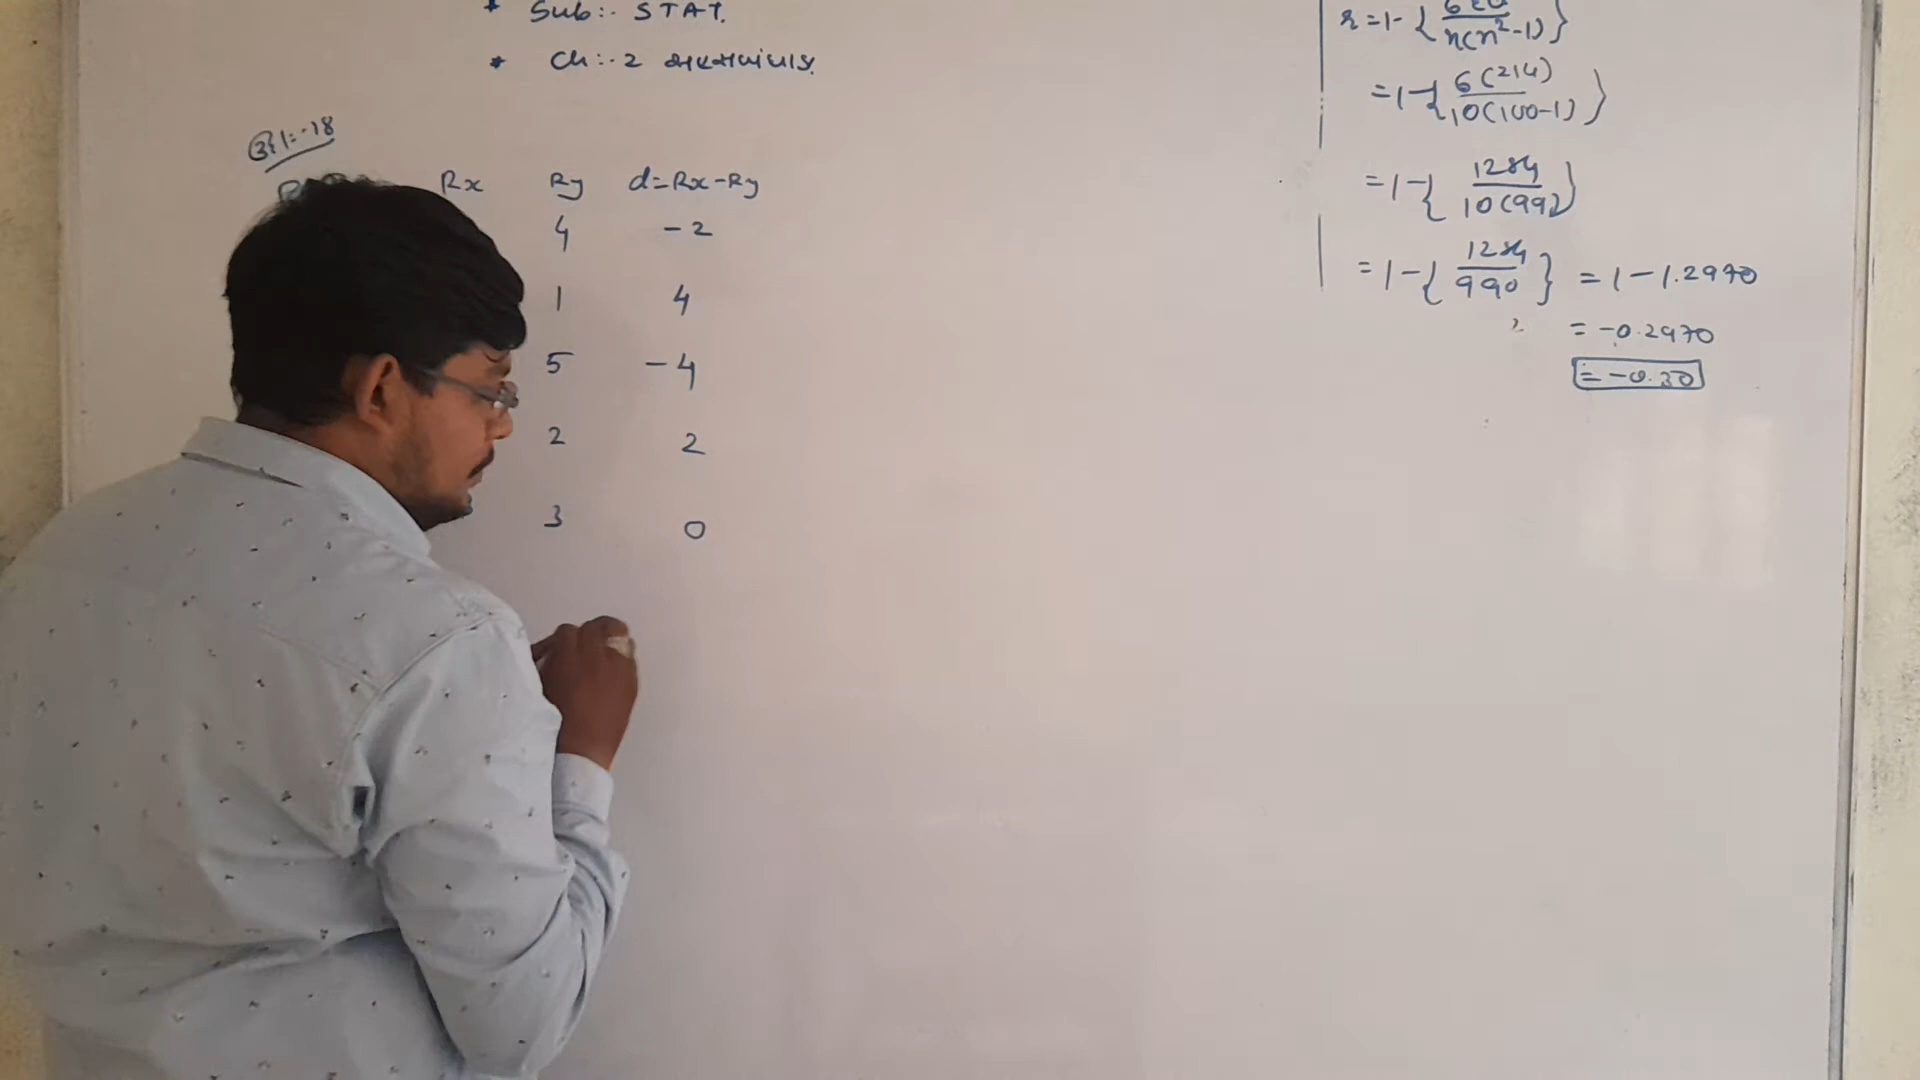 * Sub:- STAT.
* Ch:-2 સહસંબંધ
ઉદા:-18
Rx Ry d=Rx-Ry
4 -2
1 4
5 -4
2 2
3 0
r=1-{ / n(n²-1)}
=1-{6(214) / 10(100-1)}
=1-{1284 / 10(99)}
=1-{1284 / 990} =1-1.2970
=-0.2970
=-0.30